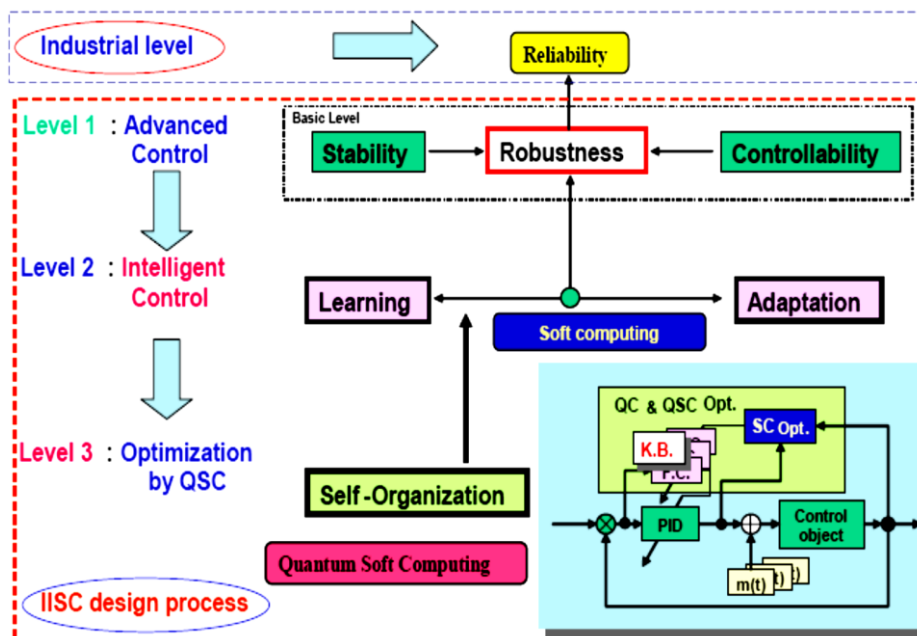 Industrial level
Reliability
Level 1 : Advanced
Control
Basic Level
Stability
Robustness
Controllability
Level 2 : Intelligent
Control
Learning
Adaptation
Soft computing
Level 3 : Optimization
by QSC
Self -Organization
Quantum Soft Computing
IISC design process
QC & QSC Opt.
SC Opt.
K.B.
F.C.
PID
Control
object
m(t)
t)
t)